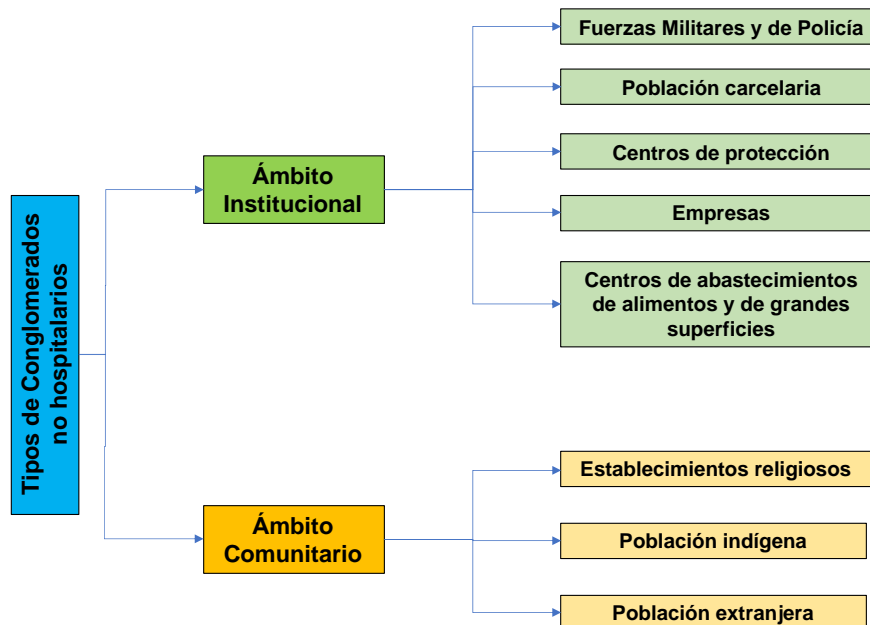 Tipos de Conglomerados
no hospitalarios
Ámbito
Institucional
Fuerzas Militares y de Policía
Población carcelaria
Centros de protección
Empresas
Centros de abastecimientos
de alimentos y de grandes
superficies
Ámbito
Comunitario
Establecimientos religiosos
Población indígena
Población extranjera